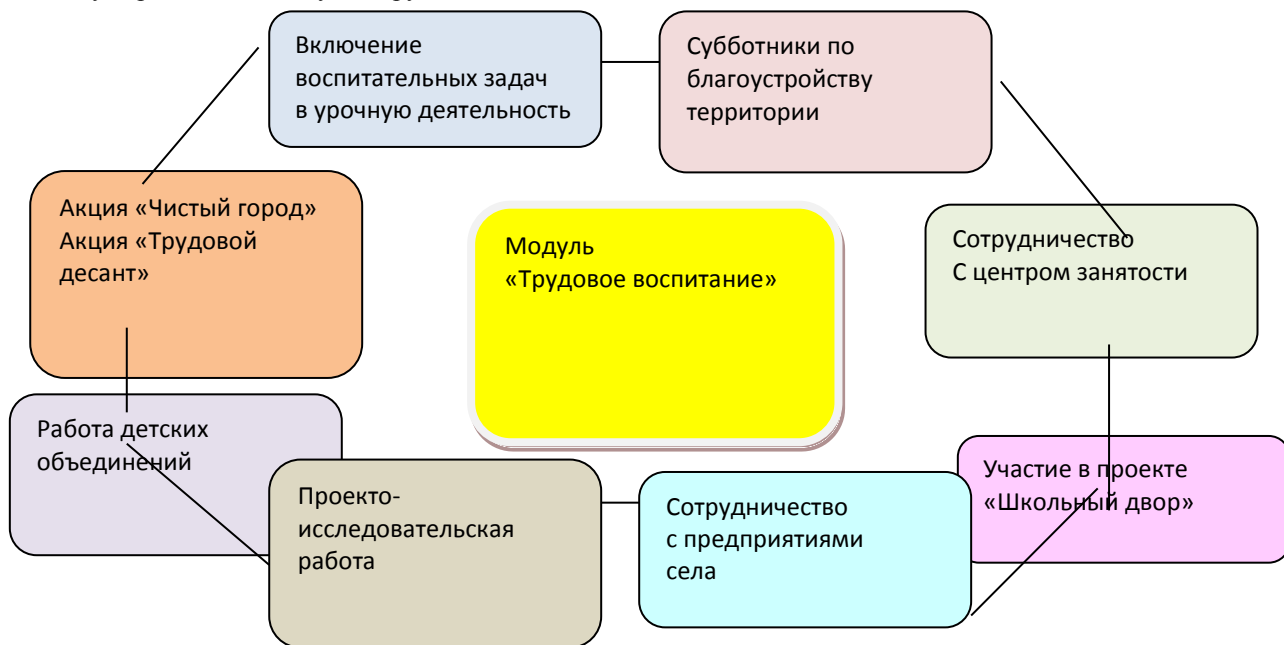 Включение
воспитательных задач
в урочную деятельность
Субботники по
благоустройству
территории
Акция «Чистый город»
Акция «Трудовой
десант»
Модуль
«Трудовое воспитание»
Сотрудничество
С центром занятости
Работа детских
объединений
Проекто-
исследовательская
работа
Сотрудничество
с предприятиями
села
Участие в проекте
«Школьный двор»